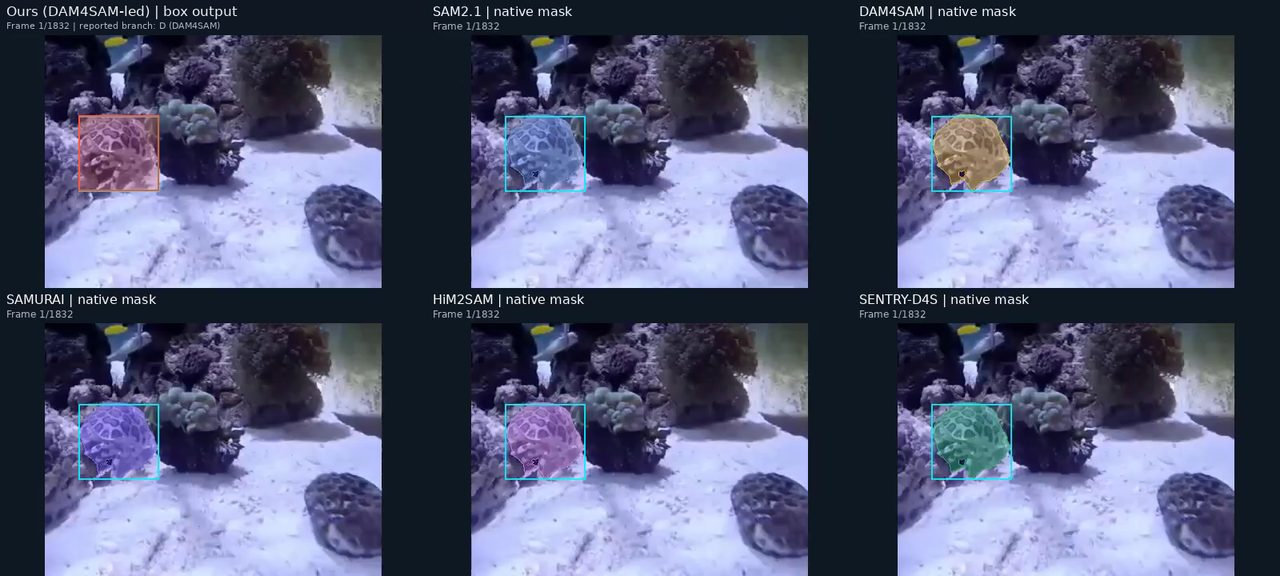 Ours (DAM4SAM-led) | box output
Frame 1/1832 | reported branch: D (DAM4SAM)
SAM2.1 | native mask
Frame 1/1832
DAM4SAM | native mask
Frame 1/1832
SAMURAI | native mask
Frame 1/1832
HiM2SAM | native mask
Frame 1/1832
SENTRY-D4S | native mask
Frame 1/1832